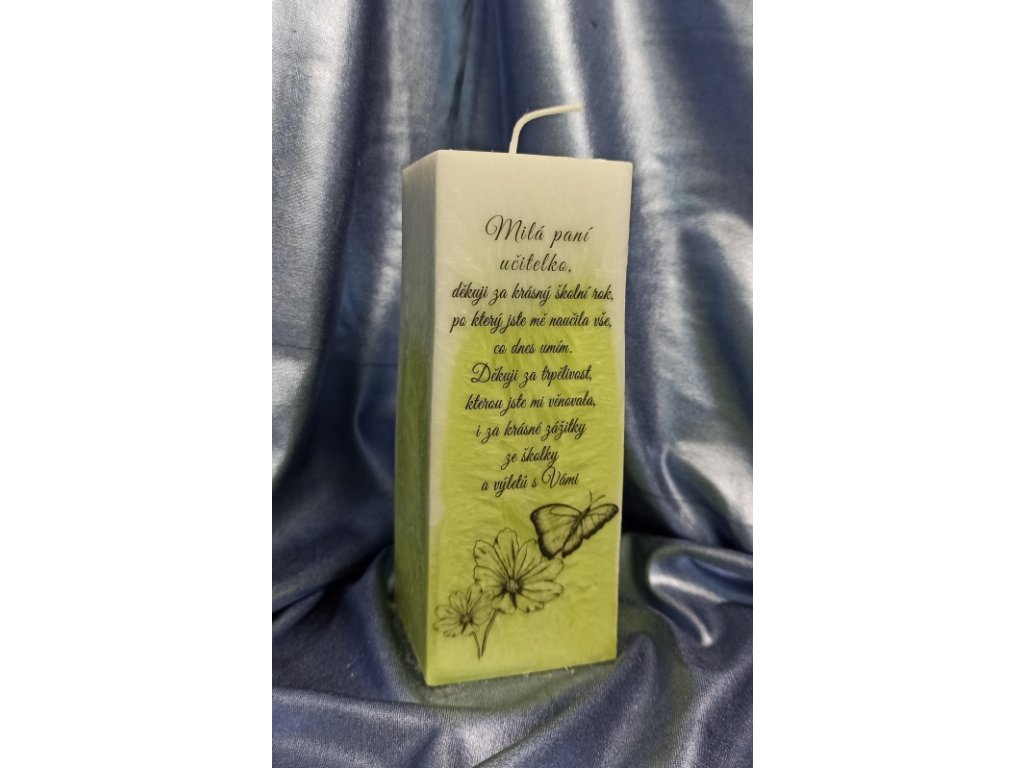 Milá paní
učitelko,
děkuji za krásný školní rok,
po který jste mě naučila vše,
co dnes umím.
Děkuji za trpělivost,
kterou jste mi věnovala,
i za krásné zážitky
ze školky
a výletů s Vámi